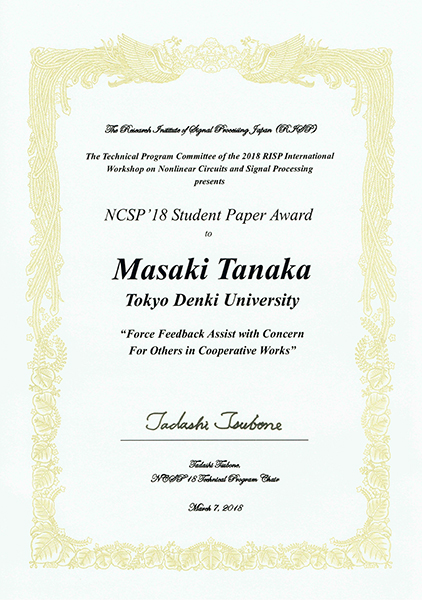 The Research Institute of Signal Processing Japan (RISP)
The Technical Program Committee of the 2018 RISP International
Workshop on Nonlinear Circuits and Signal Processing
presents
NCSP'18 Student Paper Award
to
Masaki Tanaka
Tokyo Denki University
“Force Feedback Assist with Concern
For Others in Cooperative Works”
Tadashi Tsubone
Tadashi Tsubone,
NCSP'18 Technical Program Chair
March 7, 2018